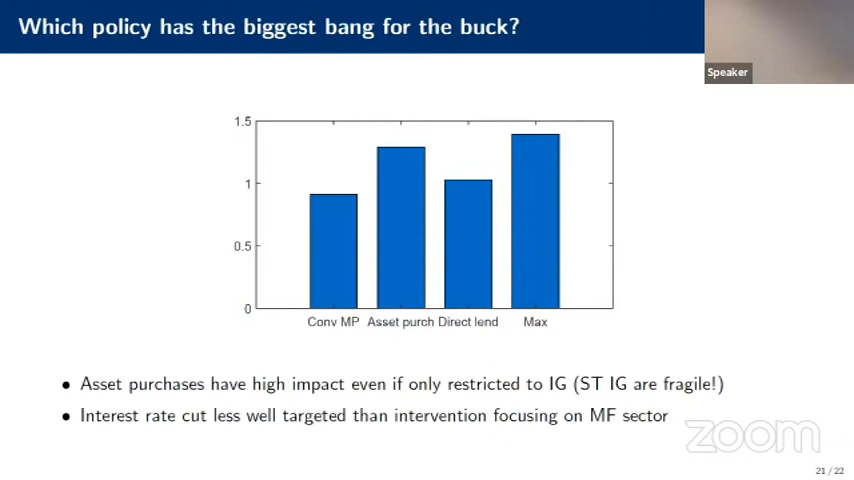 Which policy has the biggest bang for the buck?
Speaker
1.5
1
0.5
0
Conv MP Asset purch Direct lend Max
• Asset purchases have high impact even if only restricted to IG (ST IG are fragile!)
• Interest rate cut less well targeted than intervention focusing on MF sector
zoom
21 / 22